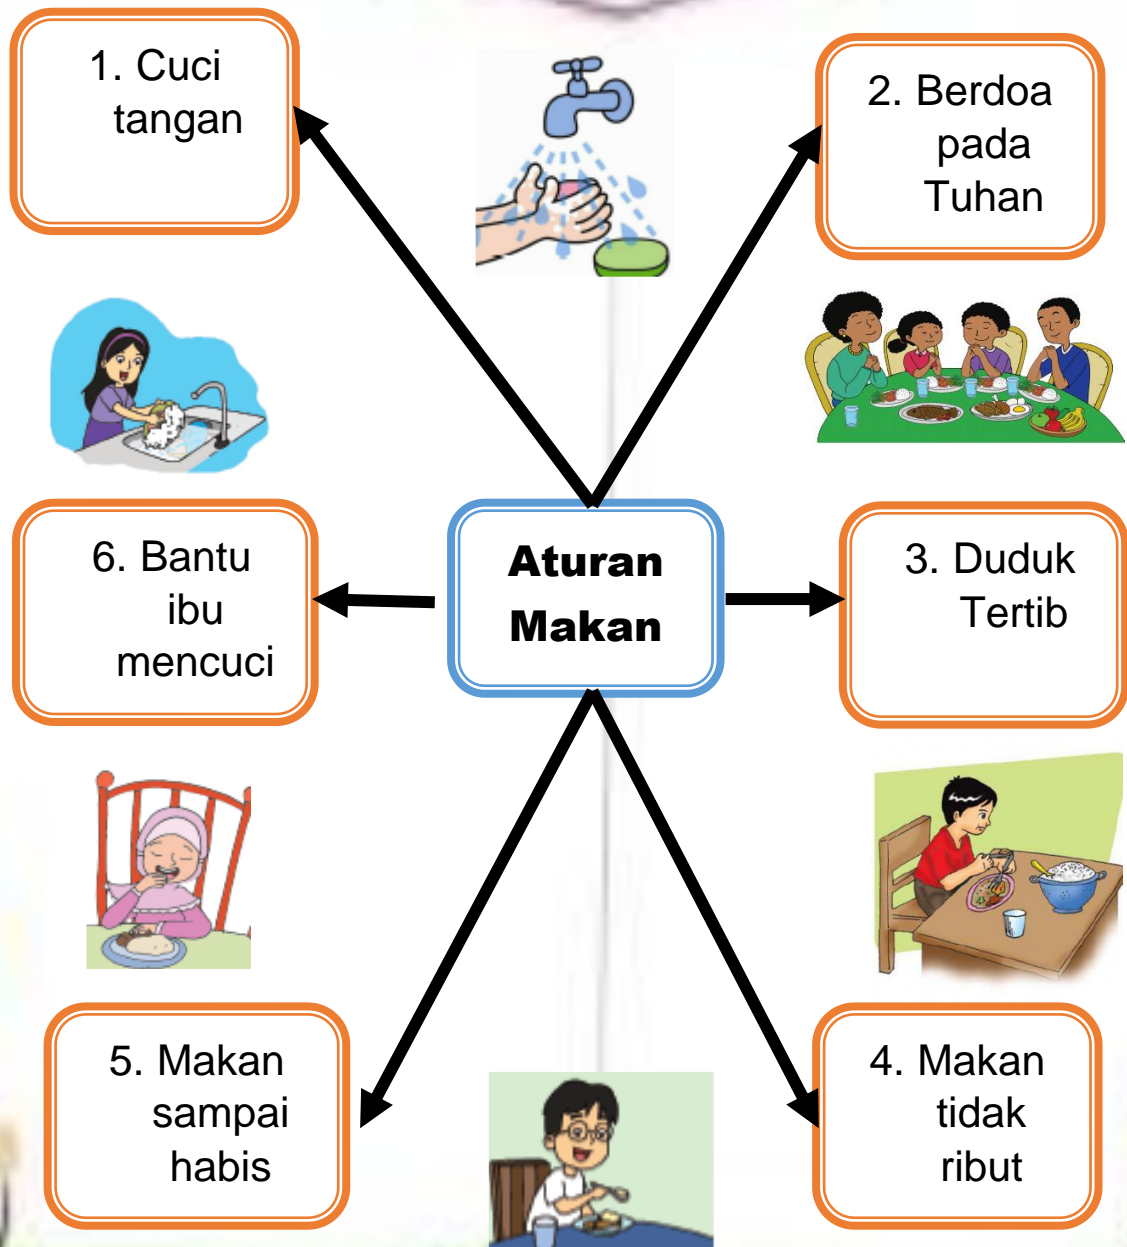 1. Cuci
tangan
2. Berdoa
pada
Tuhan
Aturan
Makan
3. Duduk
Tertib
4. Makan
tidak
ribut
5. Makan
sampai
habis
6. Bantu
ibu
mencuci